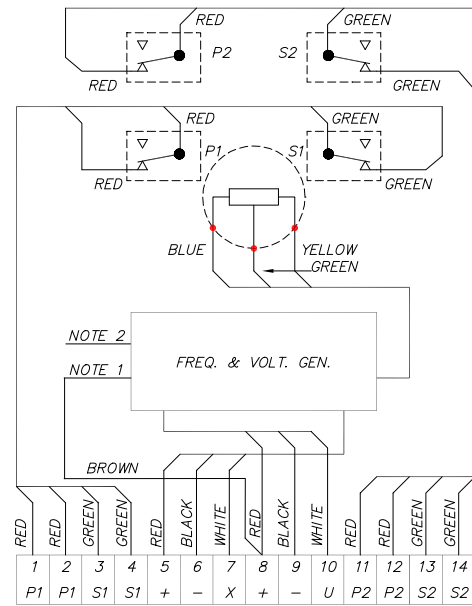 RED
GREEN
P2
S2
RED
GREEN
RED
GREEN
P1
S1
RED
GREEN
BLUE
YELLOW
GREEN
NOTE 2
FREQ. & VOLT. GEN.
NOTE 1
BROWN
RED
RED
GREEN
GREEN
RED
BLACK
WHITE
RED
BLACK
WHITE
RED
RED
GREEN
GREEN
1 2 3 4 5 6 7 8 9 10 11 12 13 14
P1 P1 S1 S1 + - X + - U P2 P2 S2 S2